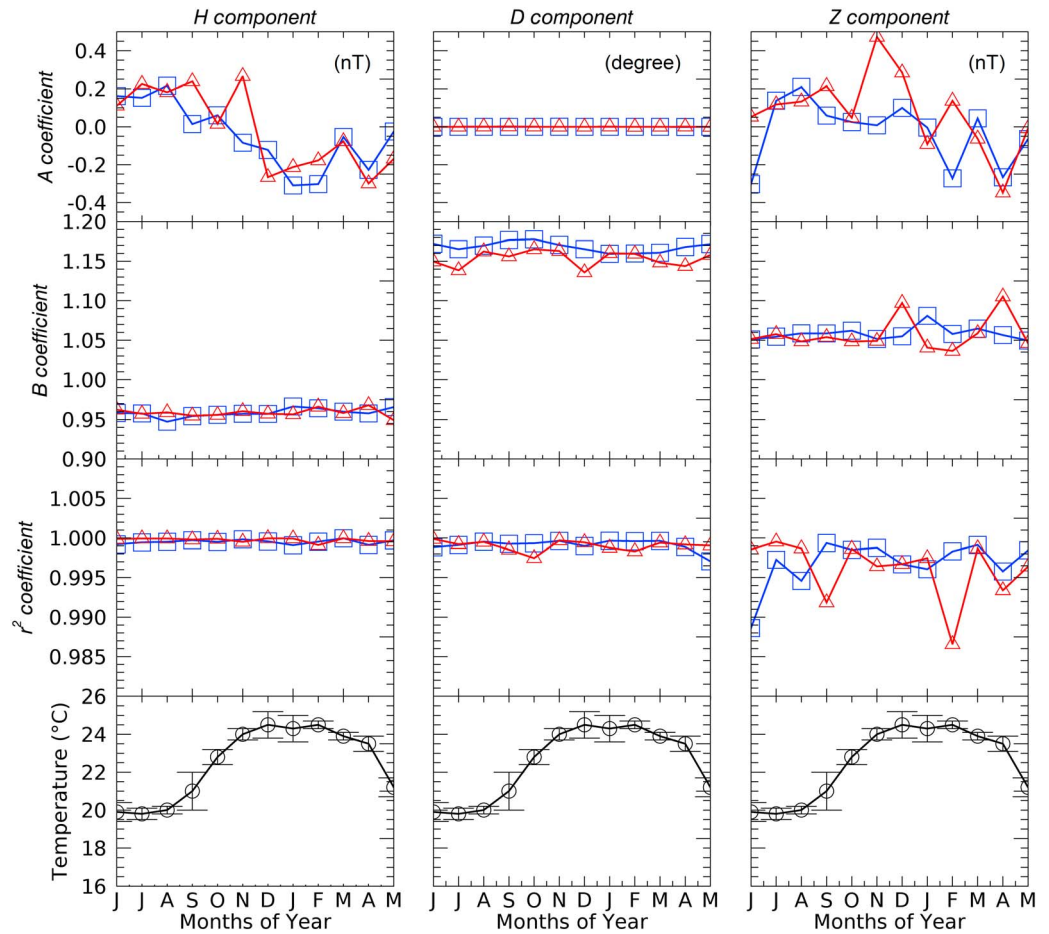 H component D component Z component
A coefficient
0.4
0.2
0.0
-0.2
-0.4
(nT) (degree) (nT)
B coefficient
1.20
1.15
1.10
1.05
1.00
0.95
0.90
r² coefficient
1.005
1.000
0.995
0.990
0.985
Temperature (°C)
26
24
22
20
18
16
J J A S O N D J F M A M J J A S O N D J F M A M J J A S O N D J F M A M
Months of Year Months of Year Months of Year